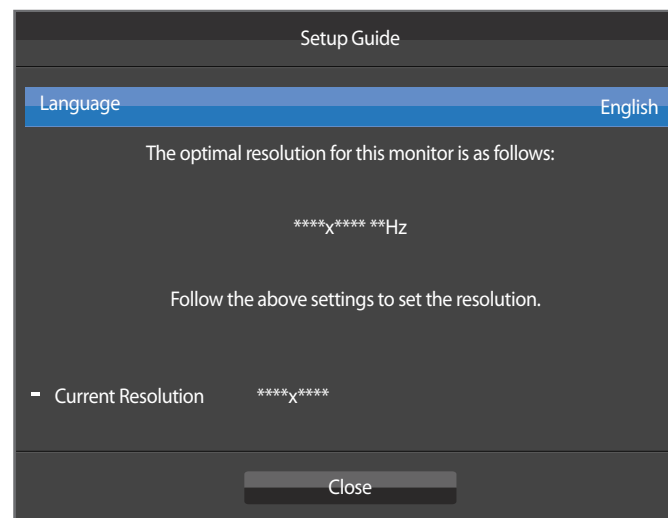 Setup Guide
Language English
The optimal resolution for this monitor is as follows:
****x**** **Hz
Follow the above settings to set the resolution.
- Current Resolution ****x****
Close